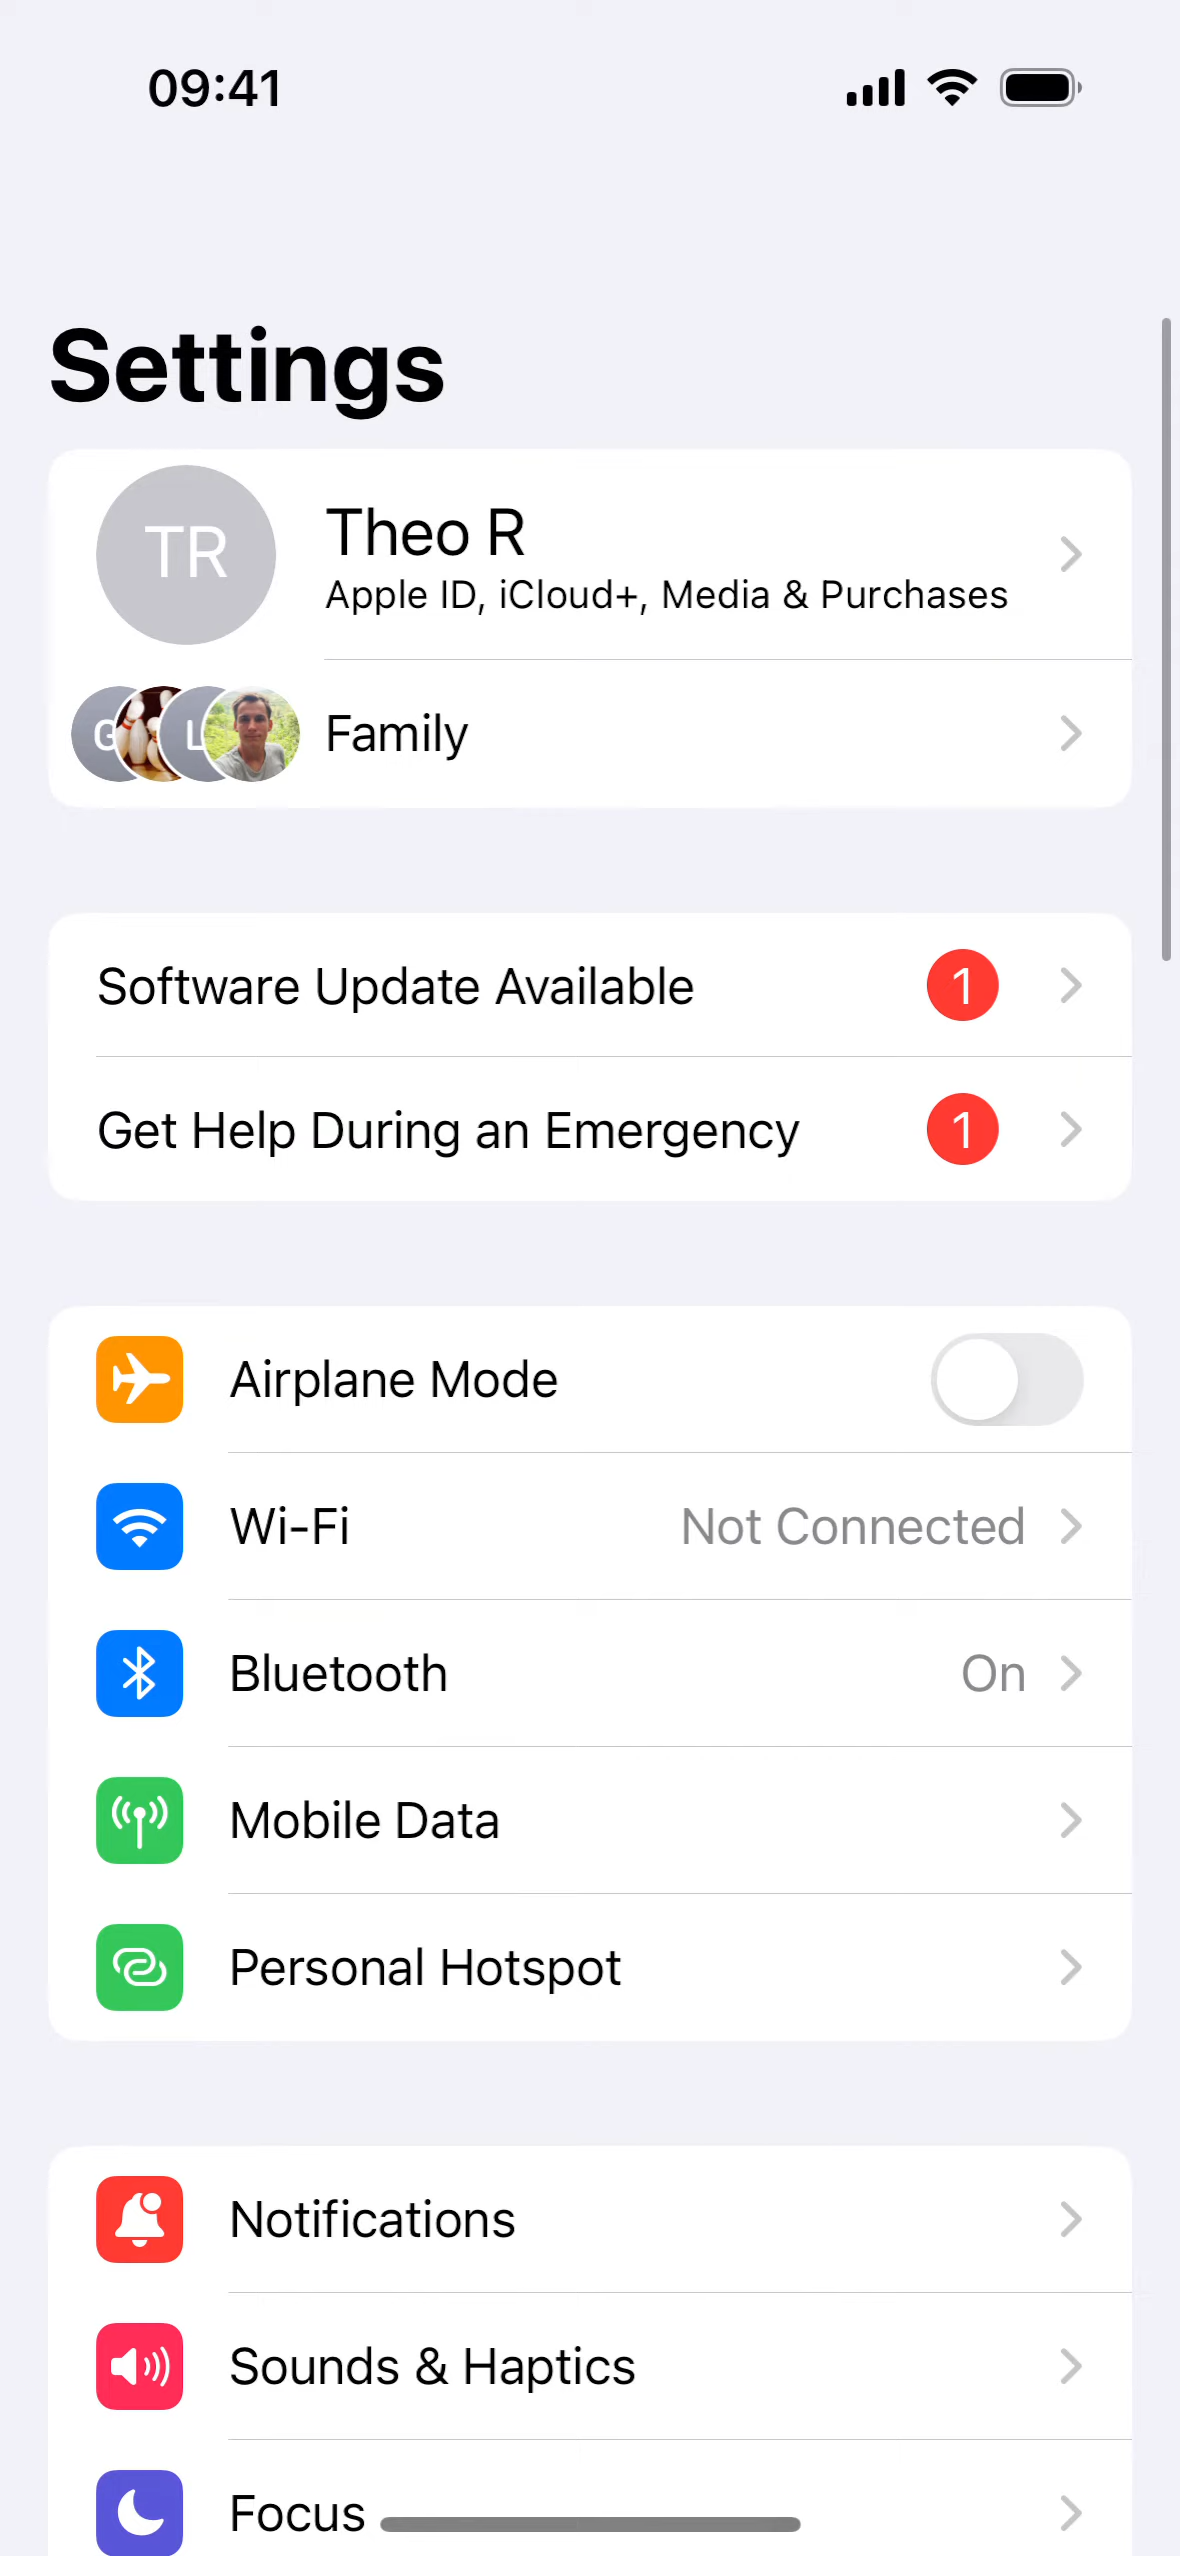 09:41
Settings
TR
Theo R
Apple ID, iCloud+, Media & Purchases
G L
Family
Software Update Available 1
Get Help During an Emergency 1
Airplane Mode
Wi-Fi Not Connected
Bluetooth On
Mobile Data
Personal Hotspot
Notifications
Sounds & Haptics
Focus